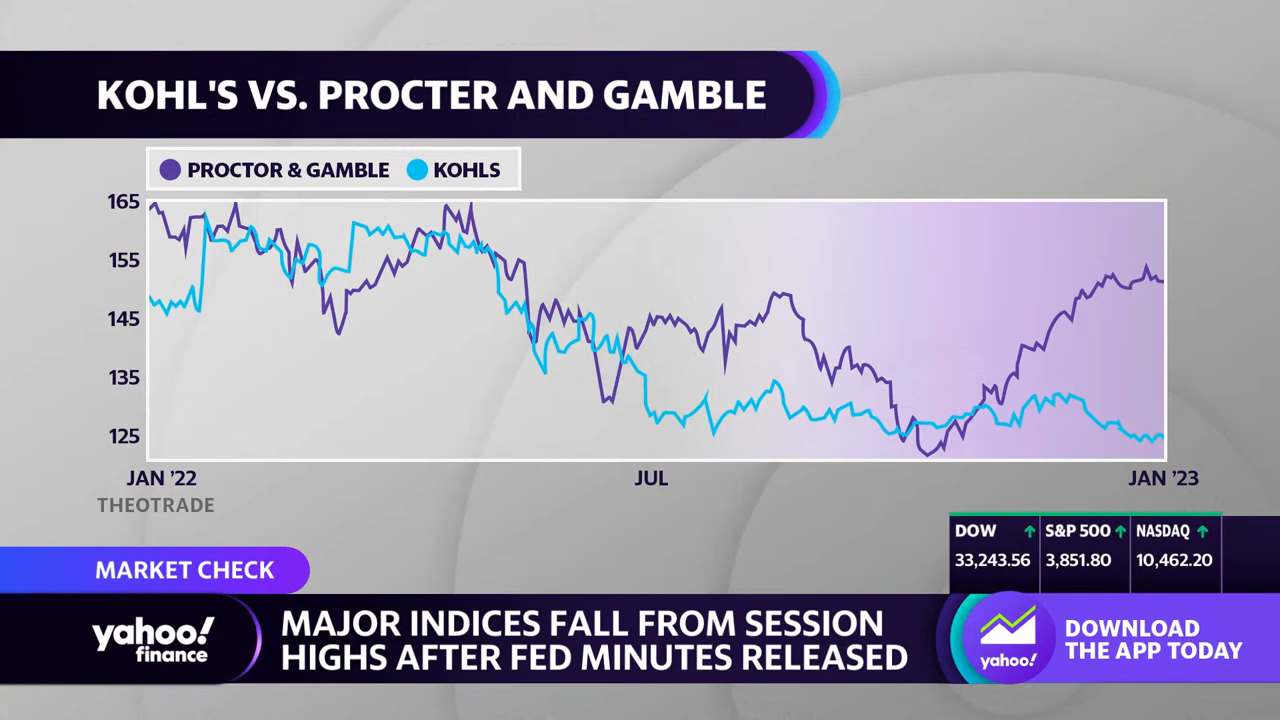 KOHL'S VS. PROCTER AND GAMBLE
PROCTOR & GAMBLE KOHLS
165
155
145
135
125
JAN '22 JUL JAN '23
THEOTRADE
DOW S&P 500 NASDAQ
33,243.56 3,851.80 10,462.20
MARKET CHECK
yahoo!
finance
MAJOR INDICES FALL FROM SESSION
HIGHS AFTER FED MINUTES RELEASED
yahoo!
DOWNLOAD
THE APP TODAY